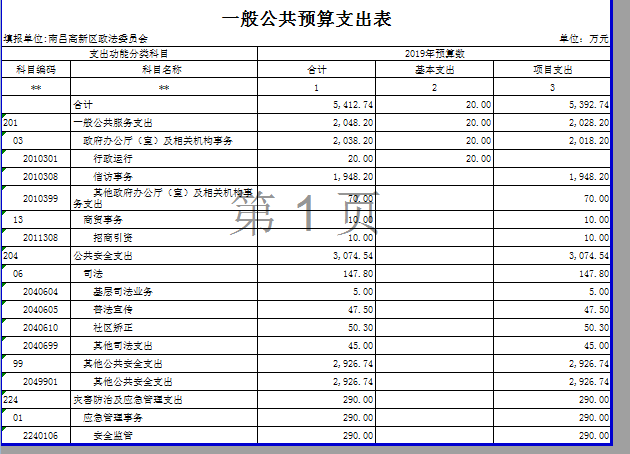 一般公共预算支出表
填报单位:南昌高新区政法委员会 单位：万元
支出功能分类科目 2019年预算数
科目编码 科目名称 合计 基本支出 项目支出
** ** 1 2 3
合计 5,412.74 20.00 5,392.74
201 一般公共服务支出 2,048.20 20.00 2,028.20
03 政府办公厅（室）及相关机构事务 2,038.20 20.00 2,018.20
2010301 行政运行 20.00 20.00
2010308 信访事务 1,948.20 1,948.20
2010399 其他政府办公厅（室）及相关机构事务支出 70.00 70.00
第 1 页
13 商贸事务 10.00 10.00
2011308 招商引资 10.00 10.00
204 公共安全支出 3,074.54 3,074.54
06 司法 147.80 147.80
2040604 基层司法业务 5.00 5.00
2040605 普法宣传 47.50 47.50
2040610 社区矫正 50.30 50.30
2040699 其他司法支出 45.00 45.00
99 其他公共安全支出 2,926.74 2,926.74
2049901 其他公共安全支出 2,926.74 2,926.74
224 灾害防治及应急管理支出 290.00 290.00
01 应急管理事务 290.00 290.00
2240106 安全监管 290.00 290.00